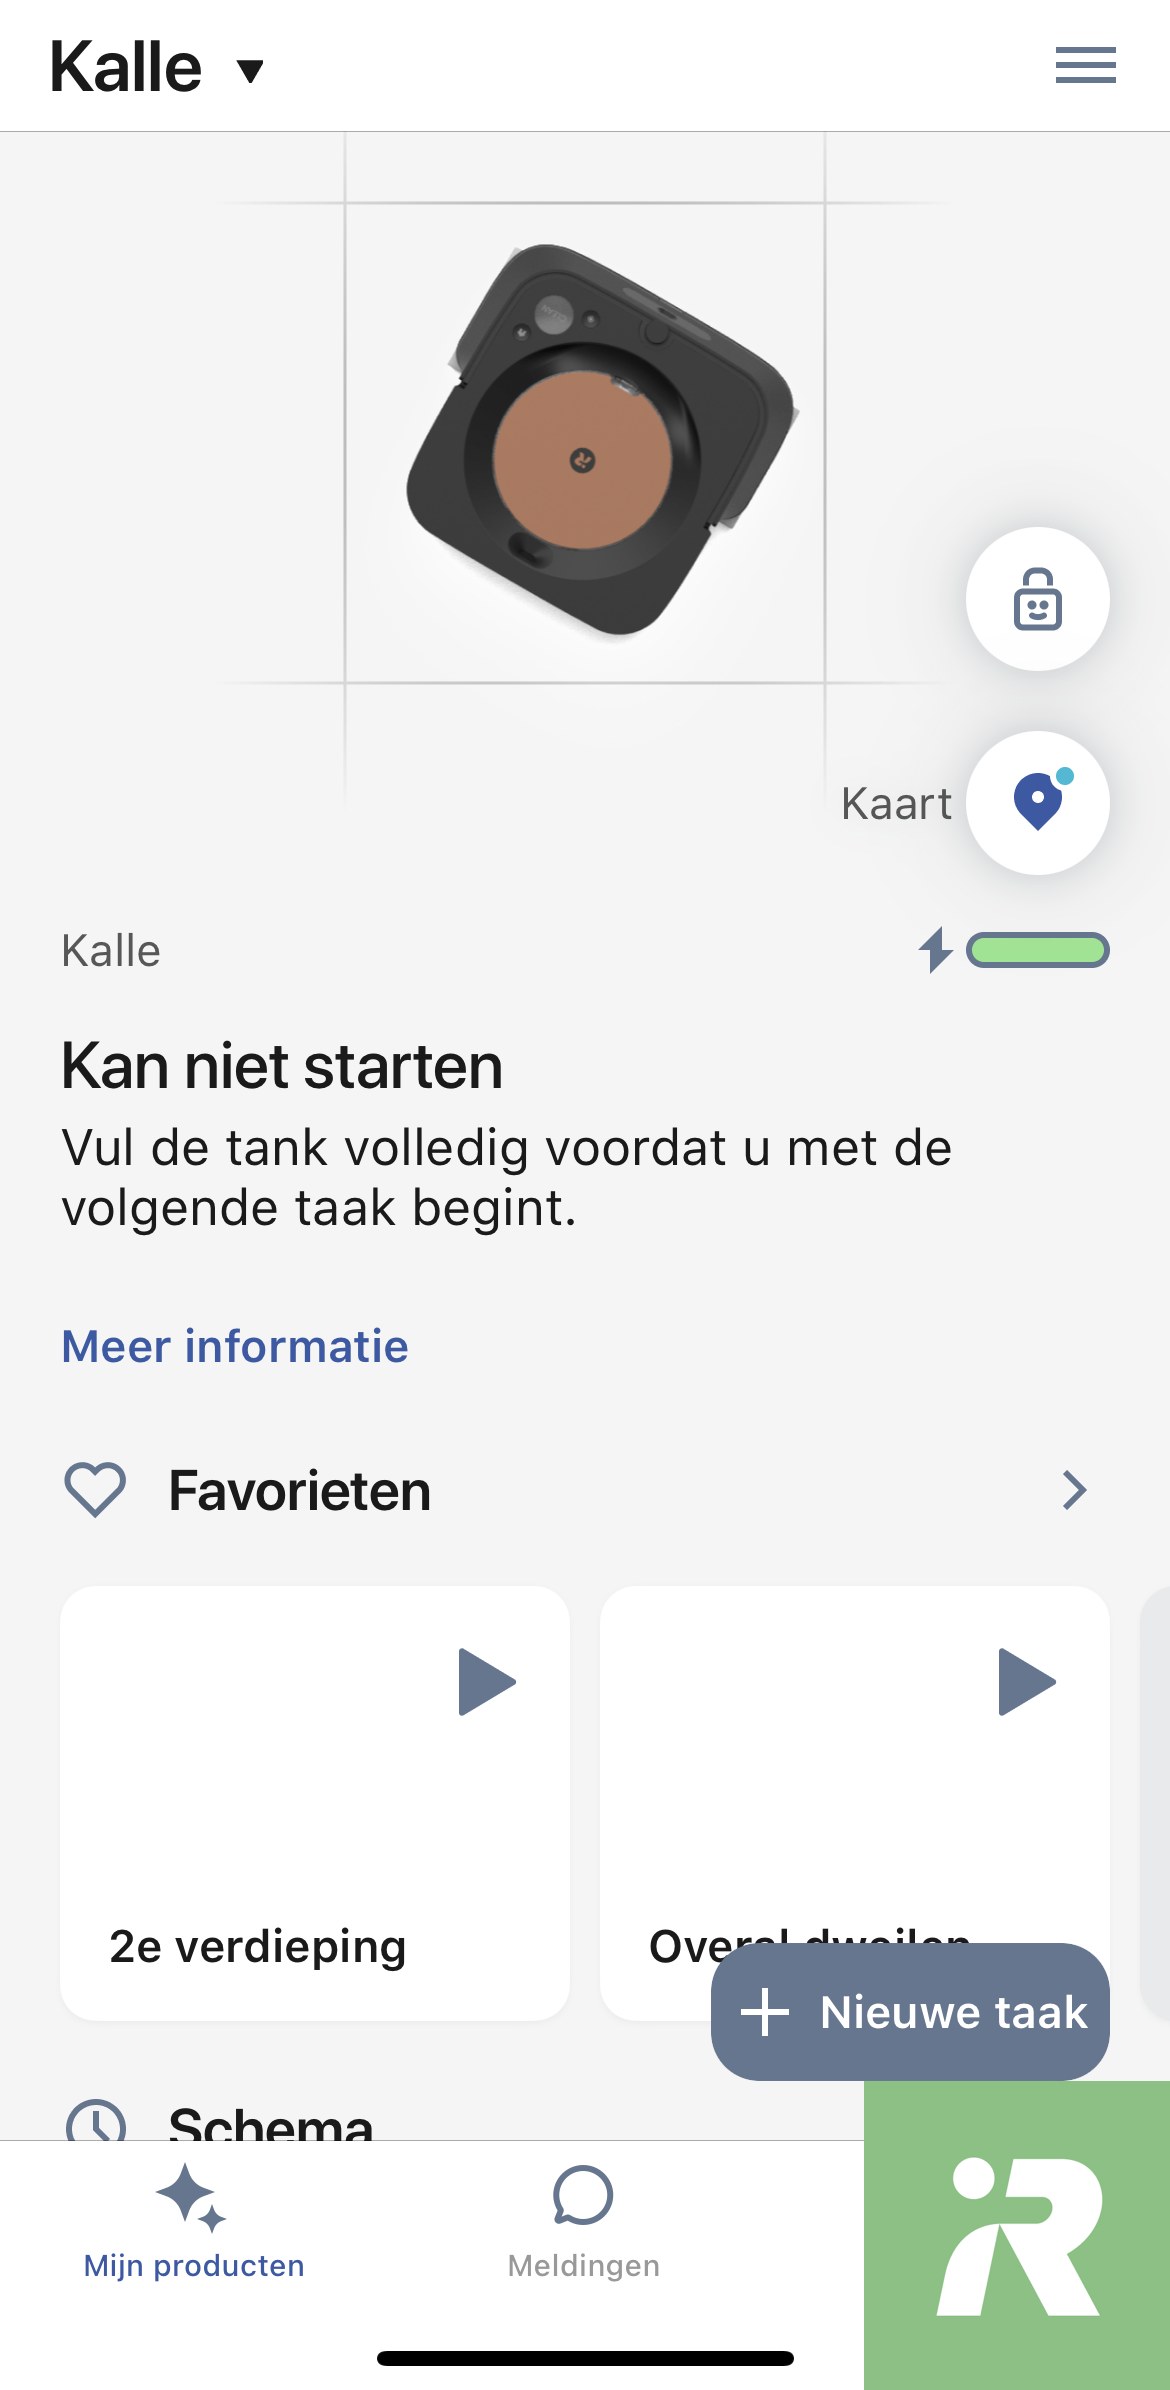 Kalle
Kaart
Kalle
Kan niet starten
Vul de tank volledig voordat u met de
volgende taak begint.
Meer informatie
Favorieten
2e verdieping
Overal dweilen
Nieuwe taak
Schema
Mijn producten
Meldingen